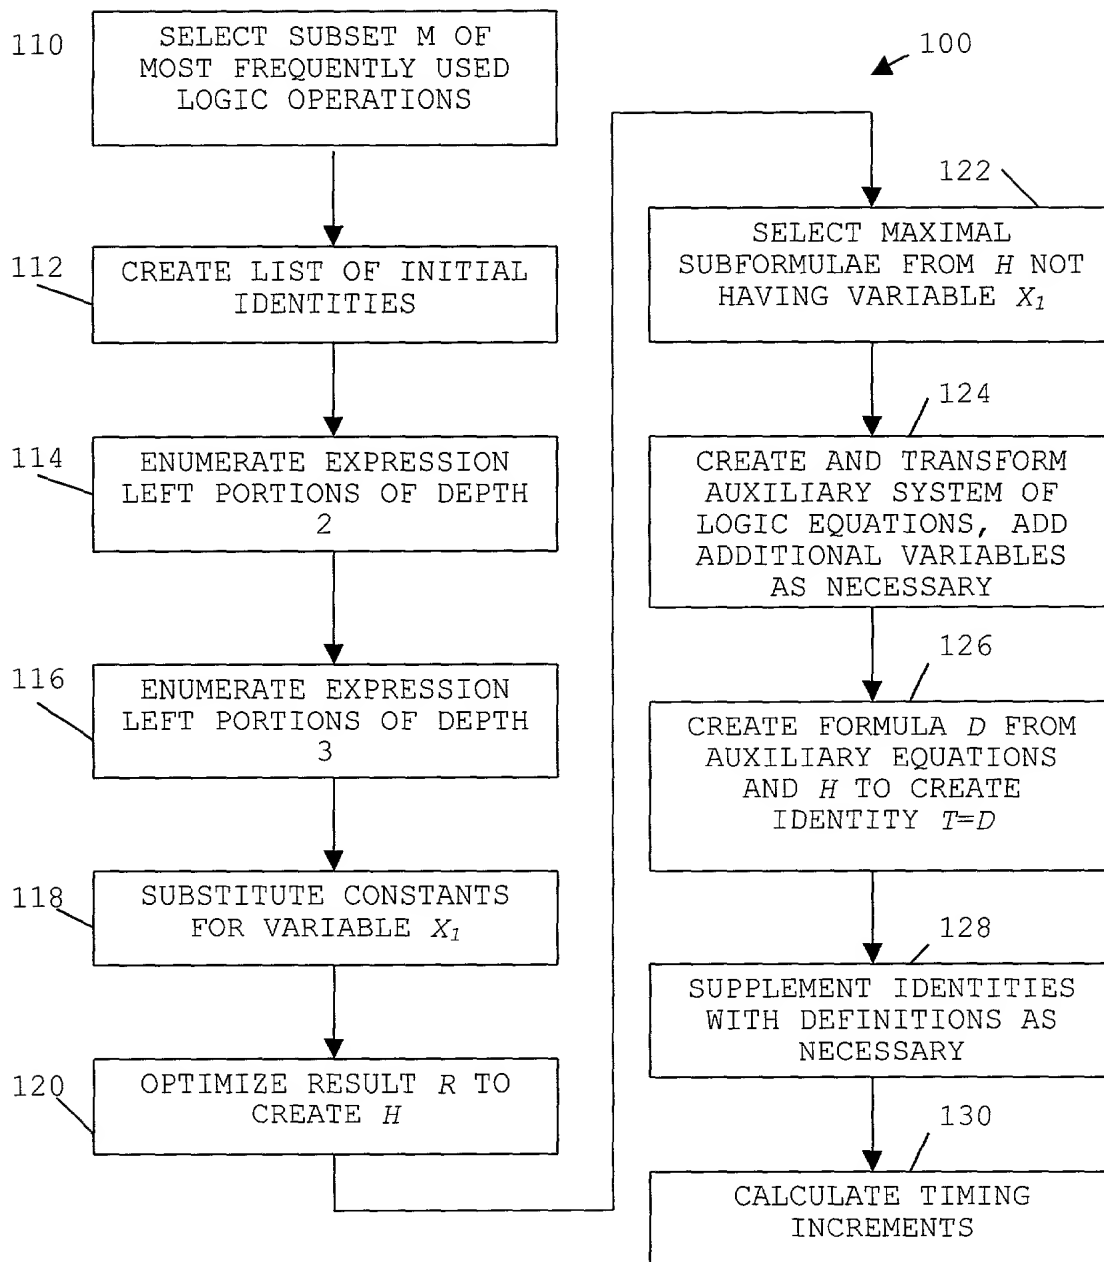 110
SELECT SUBSET M OF
MOST FREQUENTLY USED
LOGIC OPERATIONS
112
CREATE LIST OF INITIAL
IDENTITIES
114
ENUMERATE EXPRESSION
LEFT PORTIONS OF DEPTH
2
116
ENUMERATE EXPRESSION
LEFT PORTIONS OF DEPTH
3
118
SUBSTITUTE CONSTANTS
FOR VARIABLE X₁
120
OPTIMIZE RESULT R TO
CREATE H
100
122
SELECT MAXIMAL
SUBFORMULAE FROM H NOT
HAVING VARIABLE X₁
124
CREATE AND TRANSFORM
AUXILIARY SYSTEM OF
LOGIC EQUATIONS, ADD
ADDITIONAL VARIABLES
AS NECESSARY
126
CREATE FORMULA D FROM
AUXILIARY EQUATIONS
AND H TO CREATE
IDENTITY T=D
128
SUPPLEMENT IDENTITIES
WITH DEFINITIONS AS
NECESSARY
130
CALCULATE TIMING
INCREMENTS